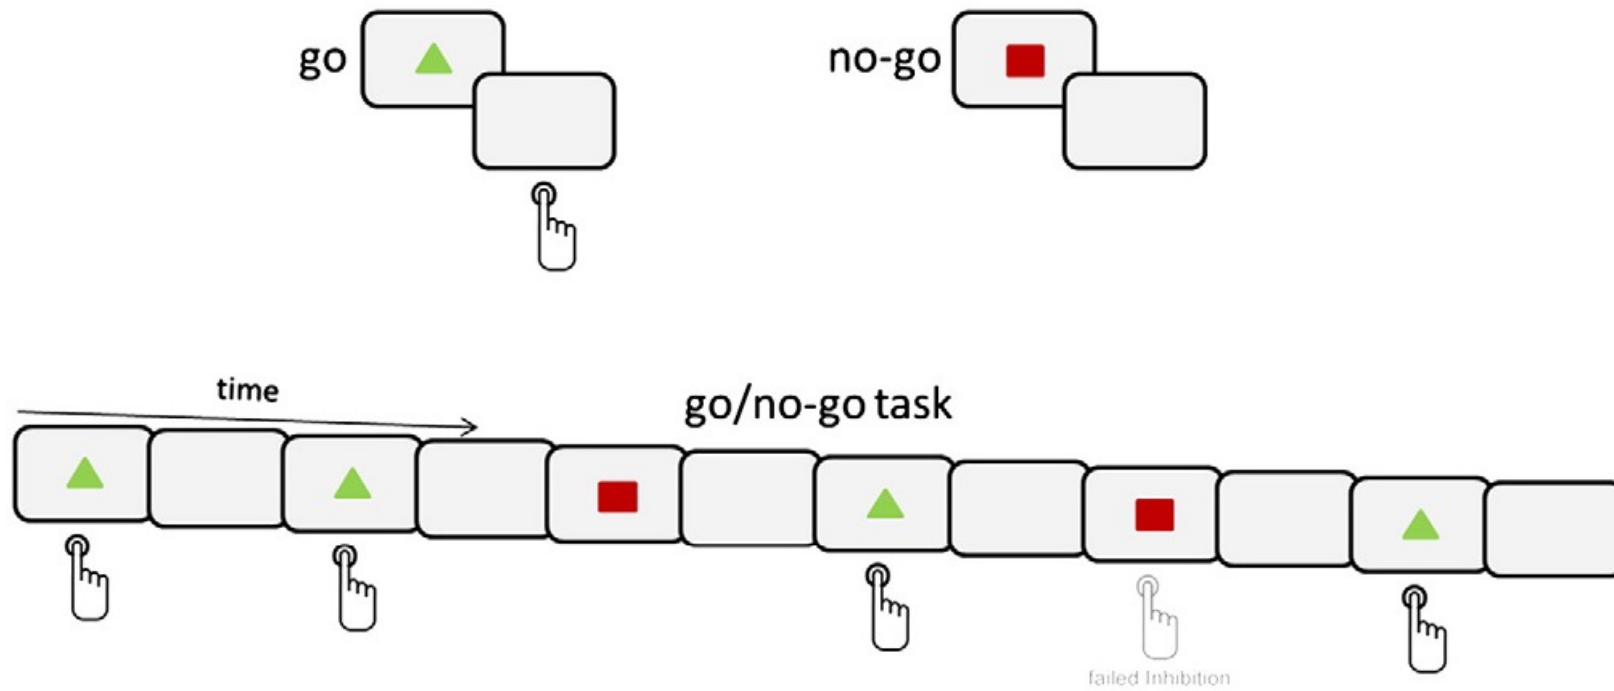 go
no-go
time
go/no-go task
failed Inhibition